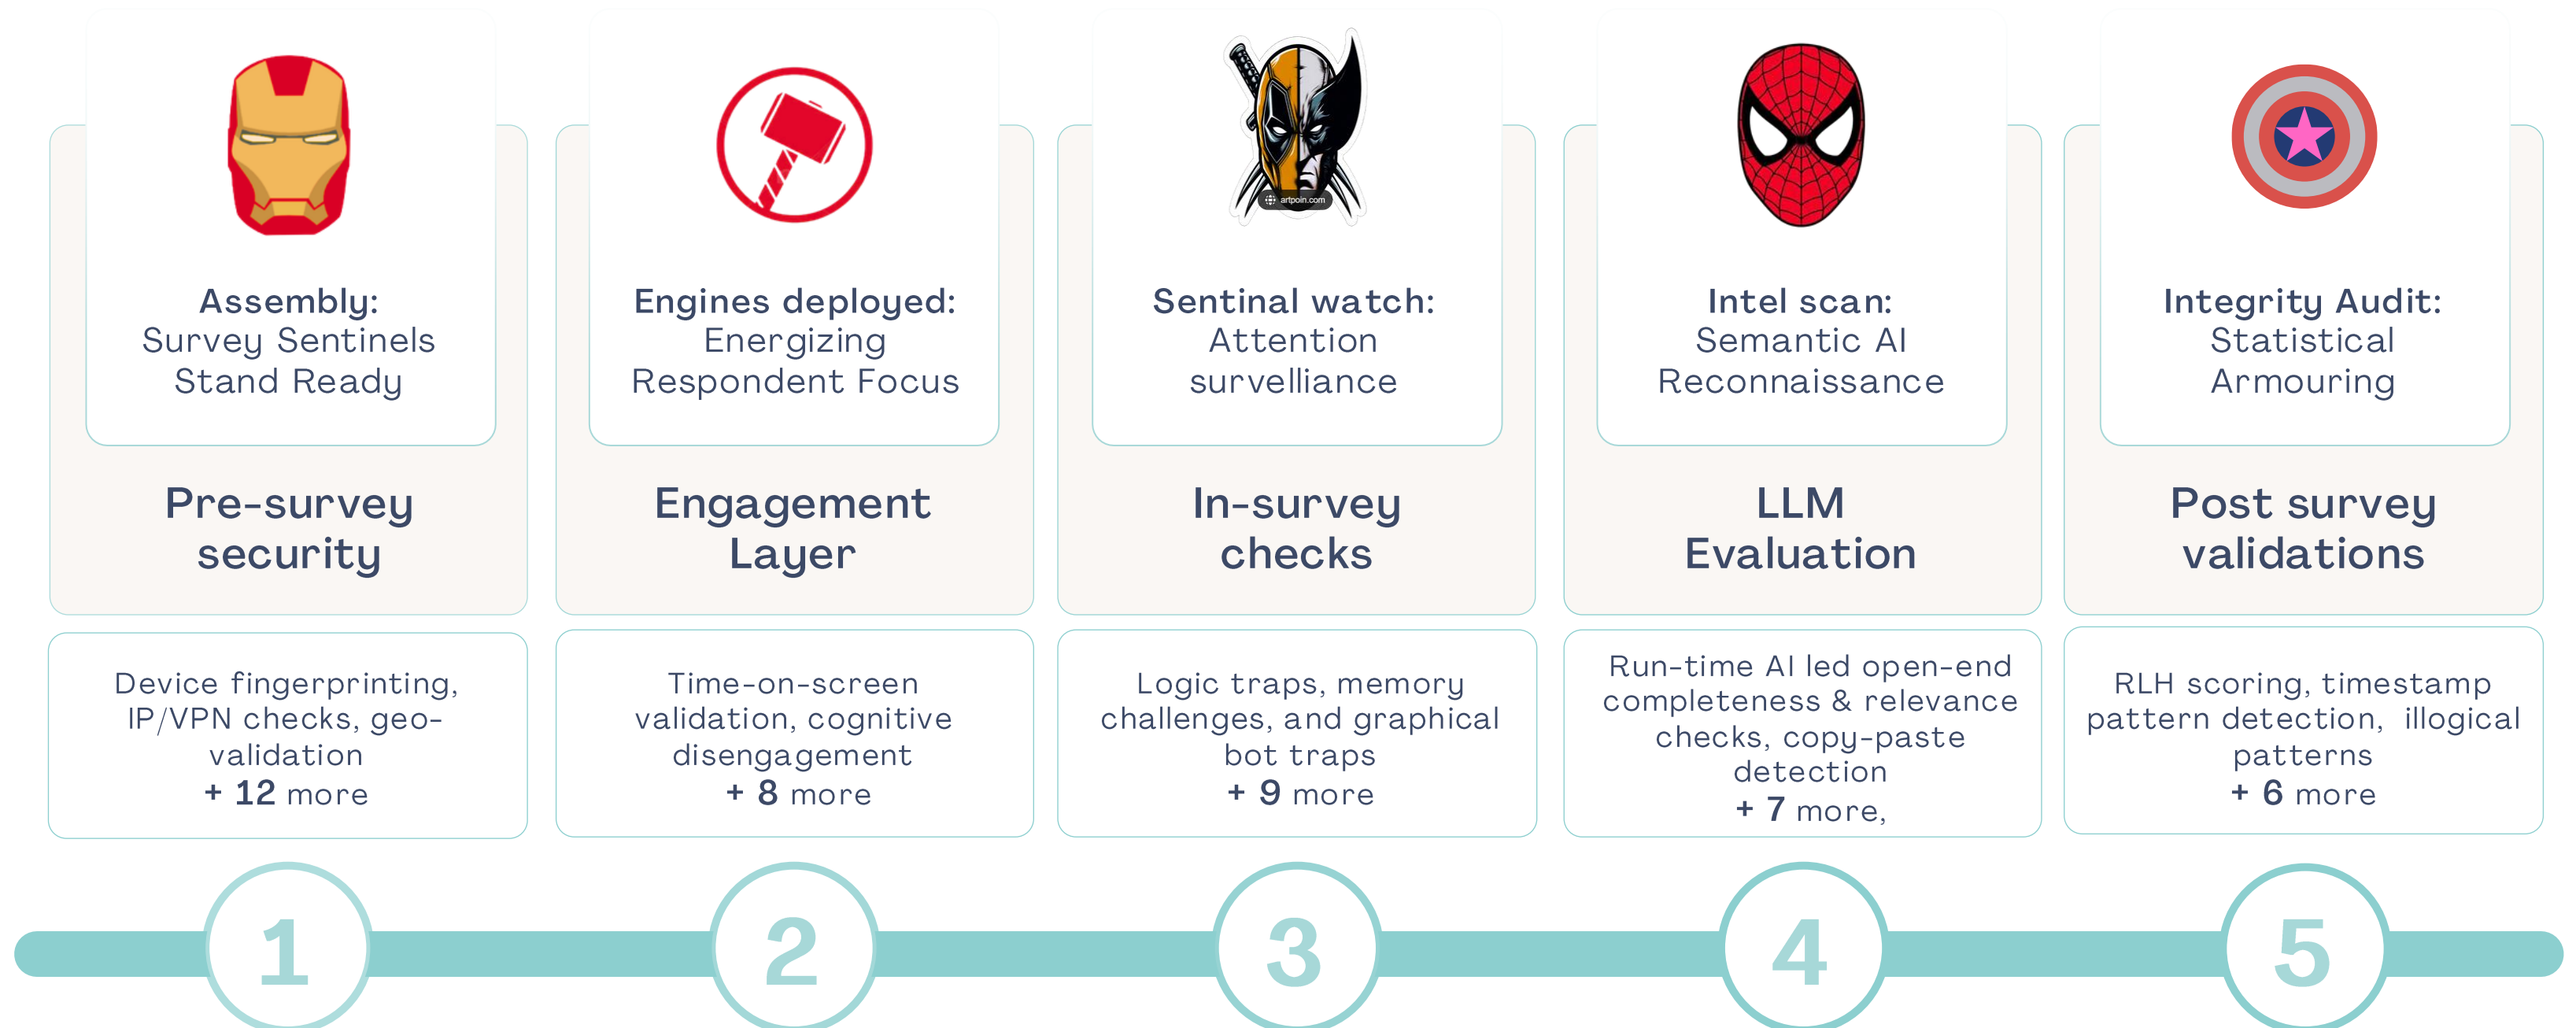 Assembly:
Survey Sentinels
Stand Ready
Pre-survey
security
Device fingerprinting,
IP/VPN checks, geo-
validation
+ 12 more
1
Engines deployed:
Energizing
Respondent Focus
Engagement
Layer
Time-on-screen
validation, cognitive
disengagement
+ 8 more
2
artpoin.com
Sentinal watch:
Attention
survelliance
In-survey
checks
Logic traps, memory
challenges, and graphical
bot traps
+ 9 more
3
Intel scan:
Semantic AI
Reconnaissance
LLM
Evaluation
Run-time AI led open-end
completeness & relevance
checks, copy-paste
detection
+ 7 more,
4
Integrity Audit:
Statistical
Armouring
Post survey
validations
RLH scoring, timestamp
pattern detection,  illogical
patterns
+ 6 more
5